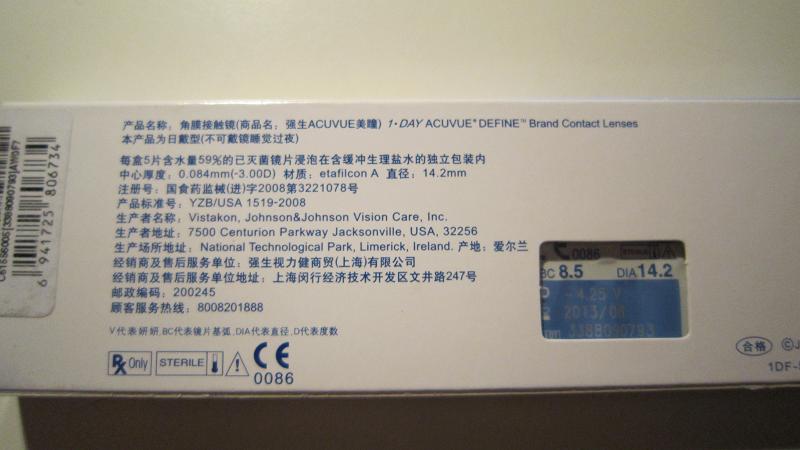 产品名称：角膜接触镜(商品名：强生ACUVUE美瞳) 1·DAY ACUVUE® DEFINE™ Brand Contact Lenses
本产品为日戴型(不可戴镜睡觉过夜)
每盒5片含水量59%的已灭菌镜片浸泡在含缓冲生理盐水的独立包装内
中心厚度：0.084mm(-3.00D) 材质：etafilcon A 直径：14.2mm
注册号：国食药监械(进)字2008第3221078号
产品标准号：YZB/USA 1519-2008
生产者名称：Vistakon, Johnson&Johnson Vision Care, Inc.
生产者地址：7500 Centurion Parkway Jacksonville, USA, 32256
生产场所地址：National Technological Park, Limerick, Ireland. 产地：爱尔兰
经销商及售后服务单位：强生视力健商贸(上海)有限公司
经销商及售后服务单位地址：上海闵行经济技术开发区文井路247号
邮政编码：200245
顾客服务热线：8008201888
V代表妍妍,BC代表镜片基弧,DIA代表直径,D代表度数
Rx Only STERILE CE
0086
6 941725 806734
0086 STERILE
BC 8.5 DIA 14.2
D -4.25 V
2013/08
3388090793
合格 ©J
1DF-